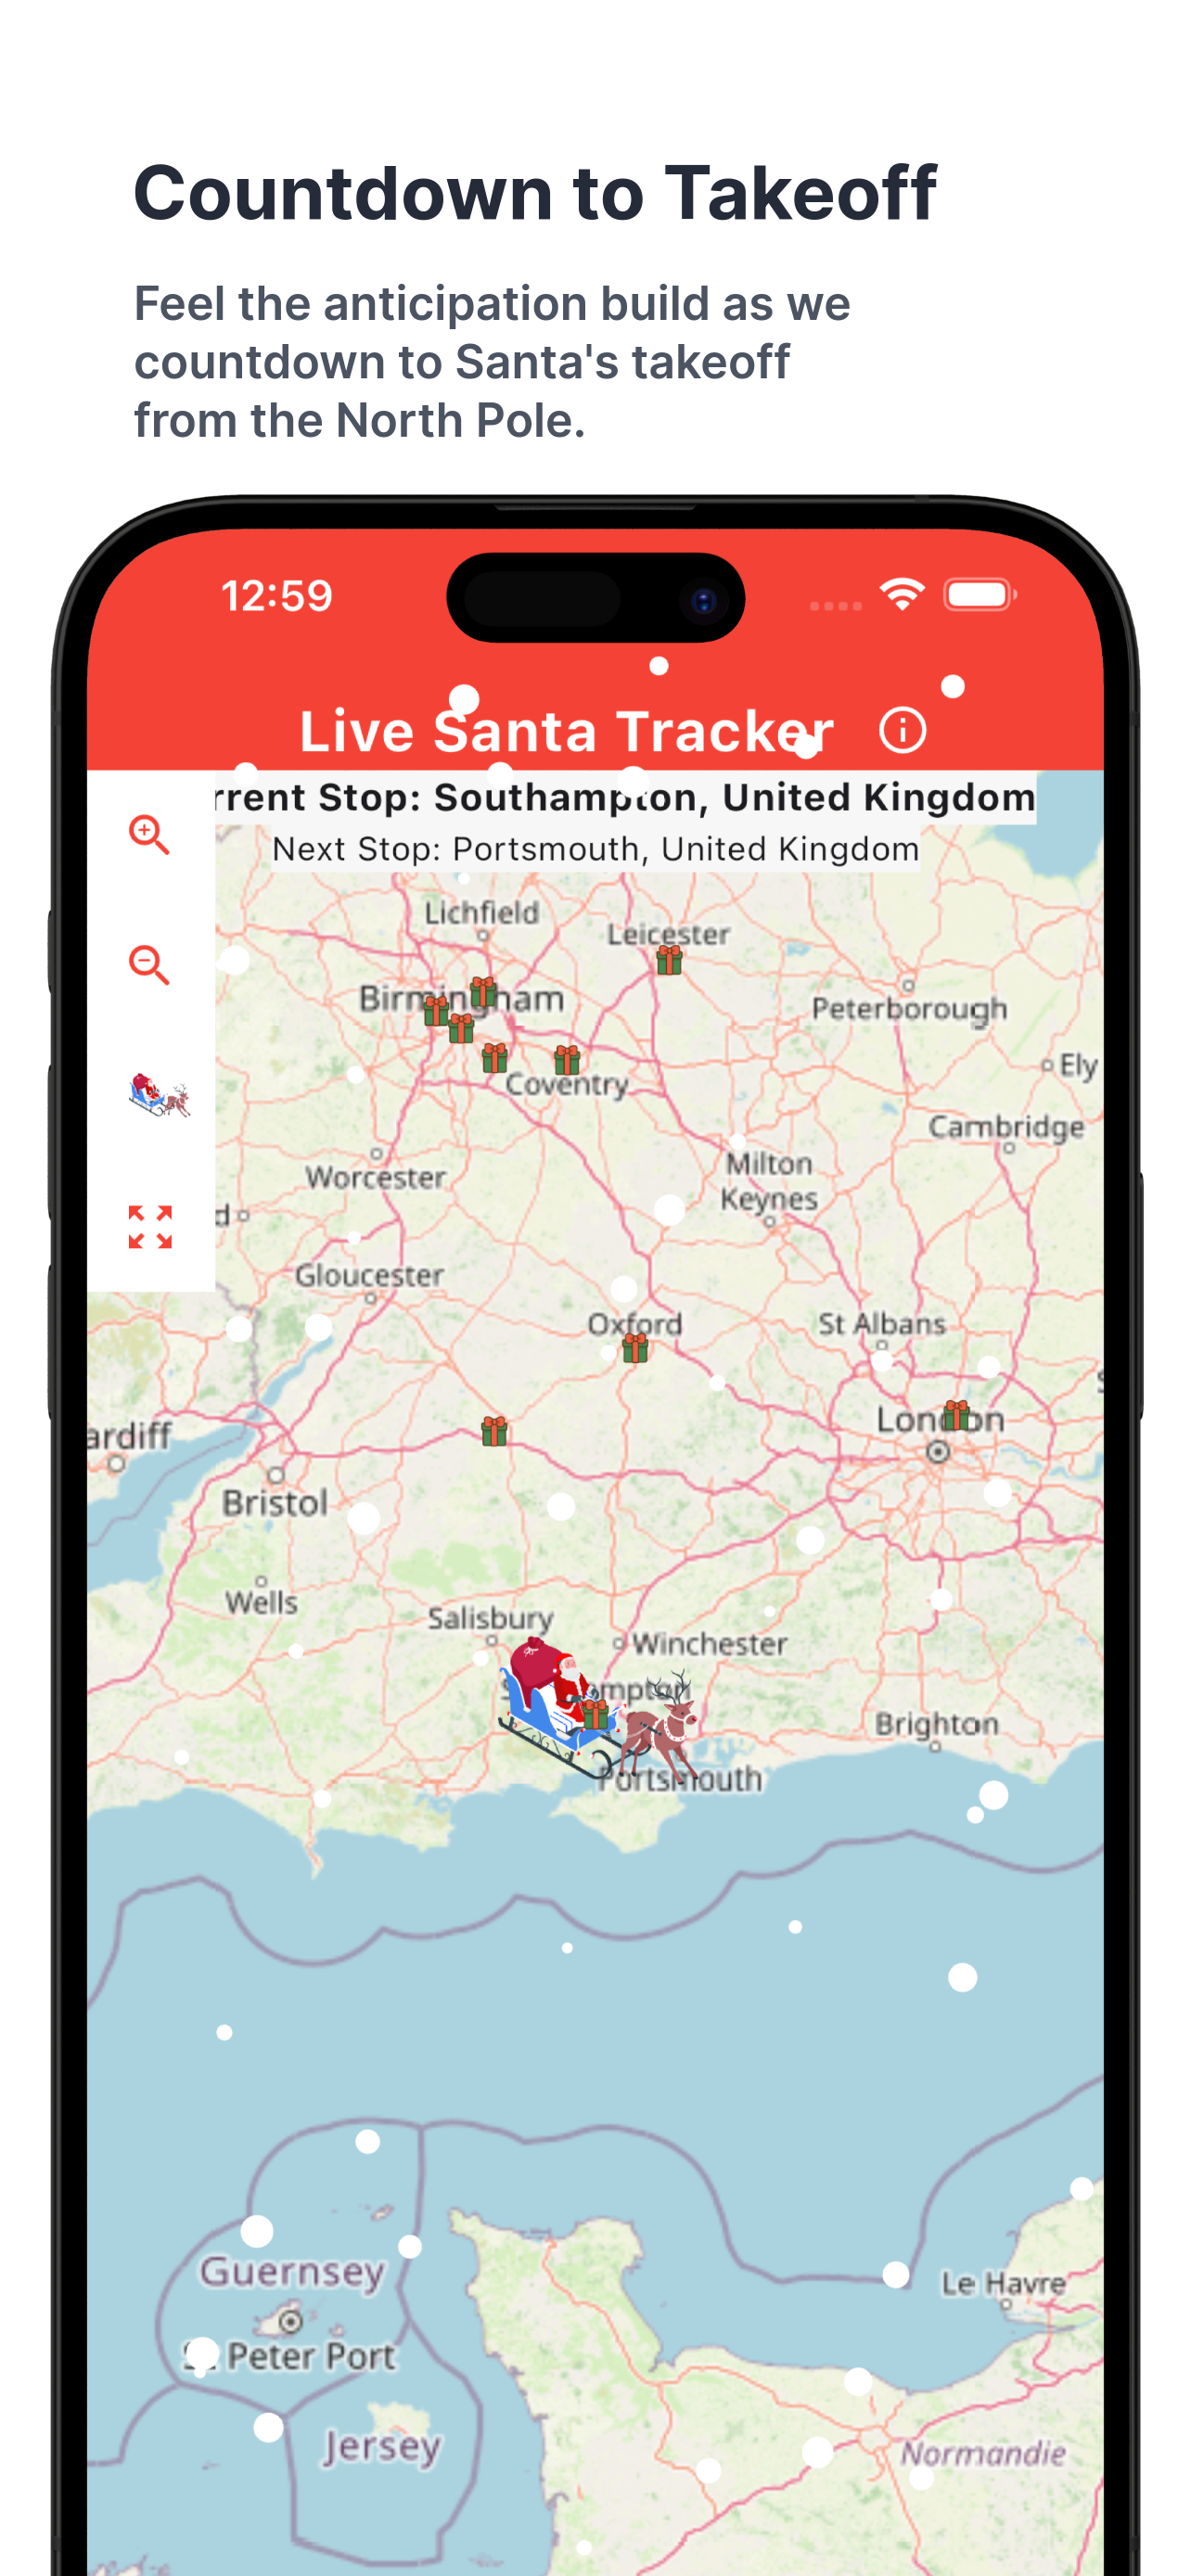 Countdown to Takeoff
Feel the anticipation build as we
countdown to Santa's takeoff
from the North Pole.
12:59
Live Santa Tracker
rrent Stop: Southampton, United Kingdom
Next Stop: Portsmouth, United Kingdom
Lichfield
Leicester
Birmingham
Peterborough
Ely
Coventry
Cambridge
Worcester
Milton
Keynes
d
Gloucester
Oxford
St Albans
London
ardiff
Bristol
Wells
Salisbury
Winchester
mpton
Brighton
Portsmouth
Guernsey
Le Havre
St Peter Port
Jersey
Normandie